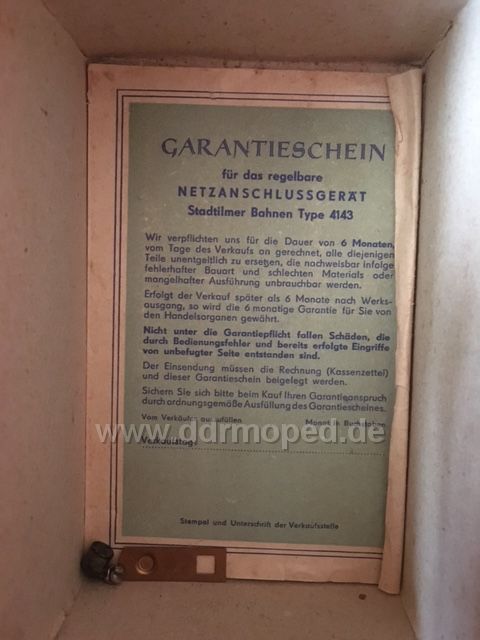 GARANTIESCHEIN
für das regelbare
NETZANSCHLUSSGERÄT
Stadtilmer Bahnen Type 4143
Wir verpflichten uns für die Dauer von 6 Monaten,
vom Tage des Verkaufs an gerechnet, alle diejenigen
Teile unentgeltlich zu ersetzen, die nachweisbar infolge
fehlerhafter Bauart und schlechten Materials oder
mangelhafter Ausführung unbrauchbar werden.
Erfolgt der Verkauf später als 6 Monate nach Werks-
ausgang, so wird die 6 monatige Garantie für Sie von
den Handelsorganen gewährt.
Nicht unter die Garantiepflicht fallen Schäden, die
durch Bedienungsfehler und bereits erfolgte Eingriffe
von unbefugter Seite entstanden sind.
Der Einsendung müssen die Rechnung (Kassenzettel)
und dieser Garantieschein beigelegt werden.
Sichern Sie sich bitte beim Kauf Ihren Garantieanspruch
durch ordnungsgemäße Ausfüllung des Garantiescheines.
Vom Verkäufer auszufüllen Monat in Buchstaben
www.ddrmoped.de
Verkaufstag:
Stempel und Unterschrift der Verkaufsstelle